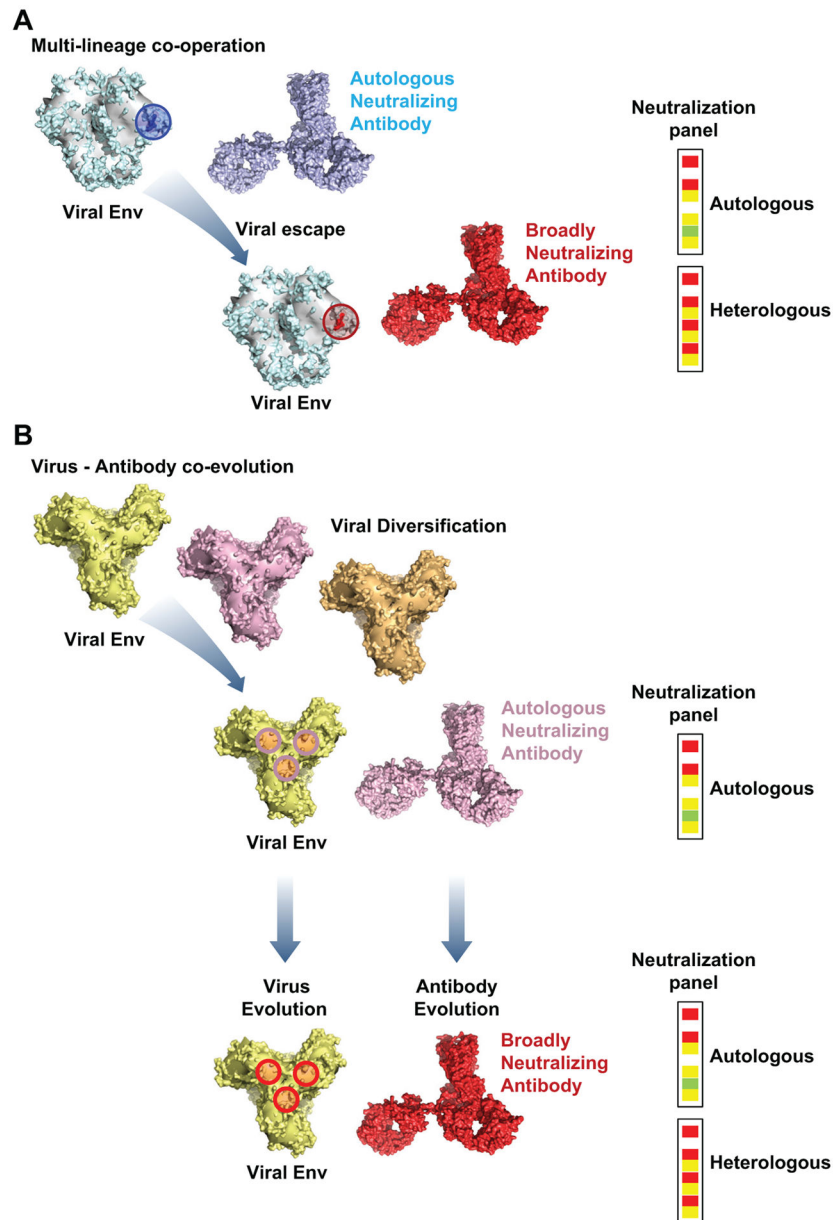 A
Multi-lineage co-operation
Autologous
Neutralizing
Antibody
Viral Env
Viral escape
Neutralization
panel
Autologous
Broadly
Neutralizing
Antibody
Heterologous
Viral Env
B
Virus - Antibody co-evolution
Viral Diversification
Viral Env
Autologous
Neutralizing
Antibody
Neutralization
panel
Autologous
Viral Env
Virus
Evolution
Antibody
Evolution
Neutralization
panel
Autologous
Broadly
Neutralizing
Antibody
Heterologous
Viral Env